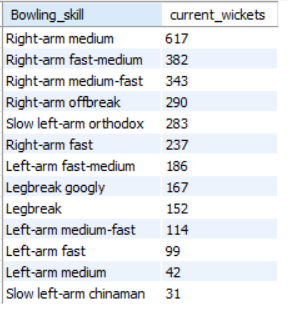 Bowling_skill current_wickets
Right-arm medium 617
Right-arm fast-medium 382
Right-arm medium-fast 343
Right-arm offbreak 290
Slow left-arm orthodox 283
Right-arm fast 237
Left-arm fast-medium 186
Legbreak googly 167
Legbreak 152
Left-arm medium-fast 114
Left-arm fast 99
Left-arm medium 42
Slow left-arm chinaman 31